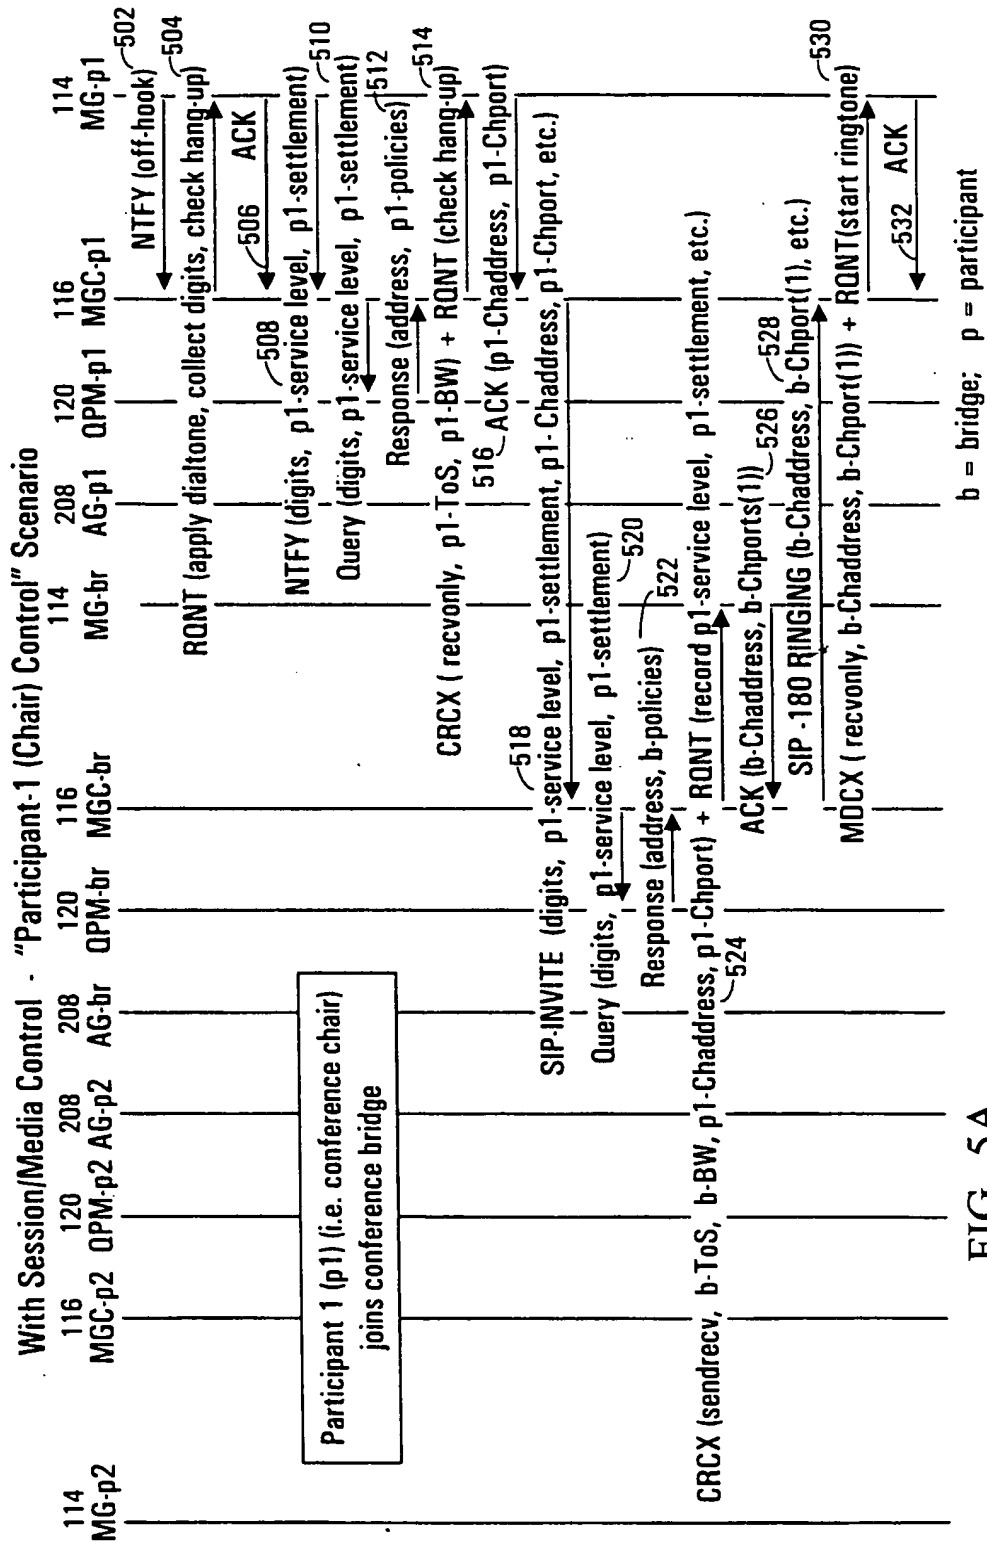 With Session/Media Control - "Participant-1 (Chair) Control" Scenario
114 116 120 208 208 120 116 114 208 120 116 114
MG-p2 MGC-p2 QPM-p2 AG-p2 AG-br QPM-br MGC-br MG-br AG-p1 QPM-p1 MGC-p1 MG-p1
NTFY (off-hook) 502
RQNT (apply dialtone, collect digits, check hang-up) 504
506 ACK
Participant 1 (p1) (i.e. conference chair)
joins conference bridge
508
NTFY (digits, p1-service level, p1-settlement)
510
Query (digits, p1-service level, p1-settlement)
512
Response (address, p1-policies)
514
CRCX ( recvonly, p1-ToS, p1-BW) + RQNT (check hang-up)
516 ACK (p1-Chaddress, p1-Chport)
518
SIP-INVITE (digits, p1-service level, p1-settlement, p1- Chaddress, p1-Chport, etc.)
Query (digits, p1-service level, p1-settlement) 520
522
Response (address, b-policies)
CRCX (sendrecv, b-ToS, b-BW, p1-Chaddress, p1-Chport) + RQNT (record p1-service level, p1-settlement, etc.)
524
ACK (b-Chaddress, b-Chports(1)) 526
528
SIP -180 RINGING (b-Chaddress, b-Chport(1), etc.)
530
MDCX ( recvonly, b-Chaddress, b-Chport(1)) + RQNT(start ringtone)
532 ACK
b = bridge; p = participant
FIG. 5A